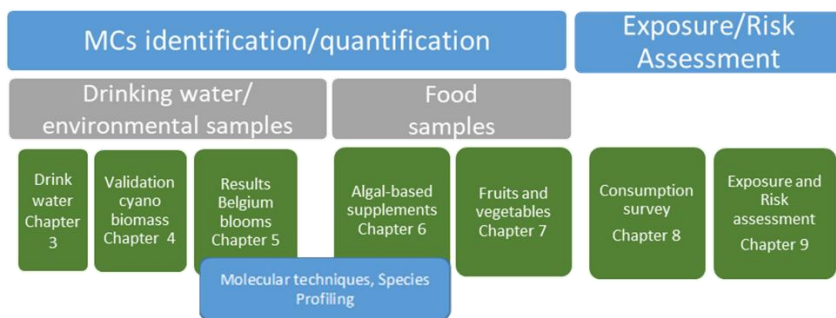 MCs identification/quantification
Exposure/Risk
Assessment
Drinking water/
environmental samples
Food
samples
Drink
water
Chapter
3
Validation
cyano
biomass
Chapter 4
Results
Belgium
blooms
Chapter 5
Algal-based
supplements
Chapter 6
Fruits and
vegetables
Chapter 7
Consumption
survey
Chapter 8
Exposure and
Risk
assessment
Chapter 9
Molecular techniques, Species
Profiling